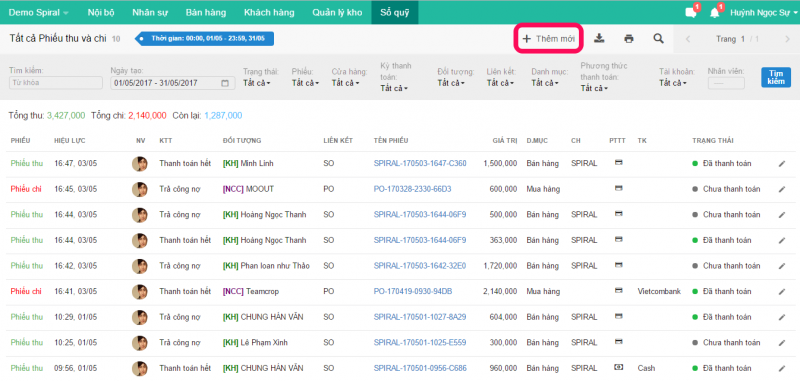 Demo Spiral Nội bộ Nhân sự Bán hàng Khách hàng Quản lý kho Sổ quỹ 1 1 Huỳnh Ngọc Sự
Tất cả Phiếu thu và chi 10 Thời gian: 00:00, 01/05 - 23:59, 31/05 + Thêm mới Trang 1 / 1
Tìm kiếm: Ngày tạo: Trạng thái: Phiếu: Cửa hàng: Kỳ thanh toán: Đối tượng: Liên kết: Danh mục: Phương thức thanh toán: Tài khoản: Nhân viên:
Từ khóa 01/05/2017 - 31/05/2017 Tất cả Tất cả Tất cả Tất cả Tất cả Tất cả Tất cả Tất cả Tất cả ---- Tìm kiếm
Tổng thu: 3,427,000 Tổng chi: 2,140,000 Còn lại: 1,287,000
PHIẾU HIỆU LỰC NV KTT ĐỐI TƯỢNG LIÊN KẾT TÊN PHIẾU GIÁ TRỊ D.MỤC CH PTTT TK TRẠNG THÁI
Phiếu thu 16:47, 03/05 Thanh toán hết [KH] Minh Linh SO SPIRAL-170503-1647-C360 1,500,000 Bán hàng SPIRAL Đã thanh toán
Phiếu chi 16:45, 03/05 Trả công nợ [NCC] MOOUT PO PO-170328-2330-66D3 600,000 Mua hàng Chưa thanh toán
Phiếu thu 16:44, 03/05 Trả công nợ [KH] Hoàng Ngọc Thanh SO SPIRAL-170503-1644-06F9 500,000 Bán hàng SPIRAL Chưa thanh toán
Phiếu thu 16:44, 03/05 Thanh toán hết [KH] Hoàng Ngọc Thanh SO SPIRAL-170503-1644-06F9 363,000 Bán hàng SPIRAL Đã thanh toán
Phiếu thu 16:42, 03/05 Trả công nợ [KH] Phan loan như Thảo SO SPIRAL-170503-1642-32E0 1,720,000 Bán hàng SPIRAL Chưa thanh toán
Phiếu chi 16:41, 03/05 Thanh toán hết [NCC] Teamcrop PO PO-170419-0930-94DB 2,140,000 Mua hàng Vietcombank Đã thanh toán
Phiếu thu 10:29, 01/05 Trả công nợ [KH] CHUNG HÁN VĂN SO SPIRAL-170501-1027-8A29 604,000 Bán hàng SPIRAL Đã thanh toán
Phiếu thu 10:25, 01/05 Trả công nợ [KH] Lê Phạm Xinh SO SPIRAL-170501-1025-E559 300,000 Bán hàng SPIRAL Chưa thanh toán
Phiếu thu 09:56, 01/05 Thanh toán hết [KH] CHUNG HÁN VĂN SO SPIRAL-170501-0956-C686 960,000 Bán hàng SPIRAL Cash Đã thanh toán